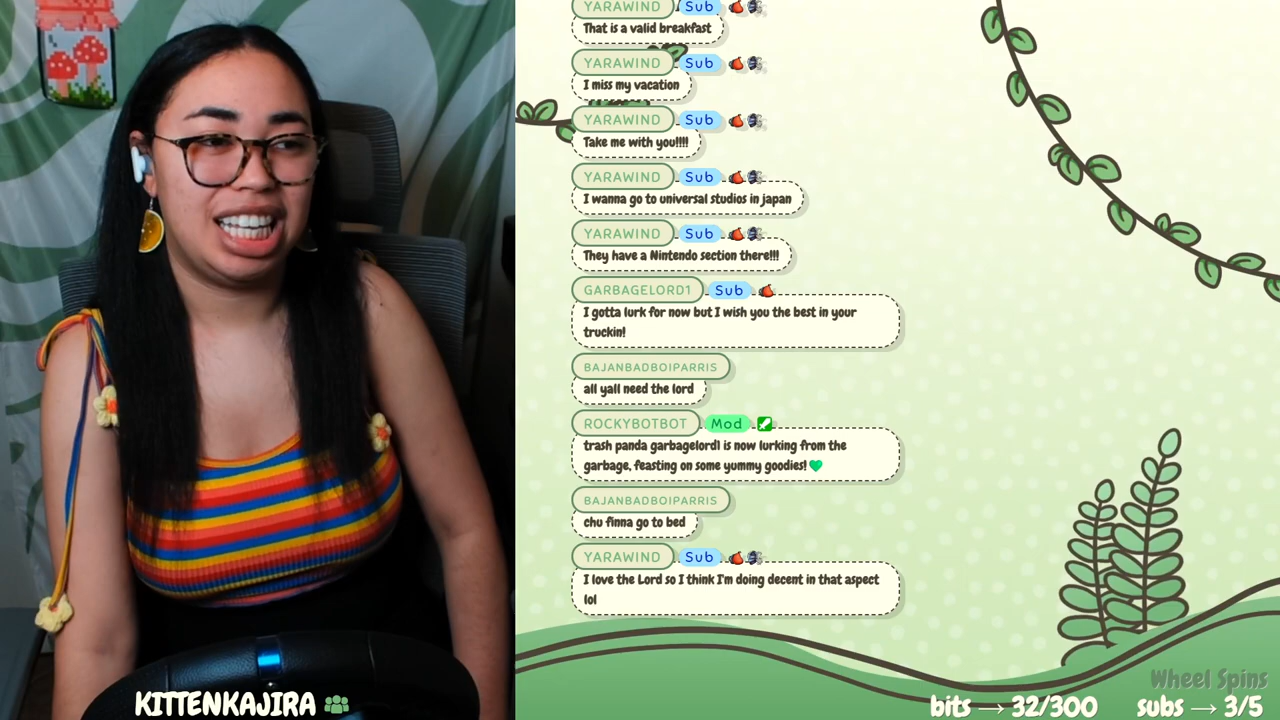 YARAWIND Sub
That is a valid breakfast
YARAWIND Sub
I miss my vacation
YARAWIND Sub
Take me with you!!!!
YARAWIND Sub
I wanna go to universal studios in japan
YARAWIND Sub
They have a Nintendo section there!!!
GARBAGELORD1 Sub
I gotta lurk for now but I wish you the best in your
truckin!
BAJANBADBOIPARRIS
all yall need the lord
ROCKYBOTBOT Mod
trash panda garbagelord1 is now lurking from the
garbage, feasting on some yummy goodies!
BAJANBADBOIPARRIS
chu finna go to bed
YARAWIND Sub
I love the Lord so I think I'm doing decent in that aspect
lol
KITTENKAJIRA
Wheel Spins
bits → 32/300 subs → 3/5